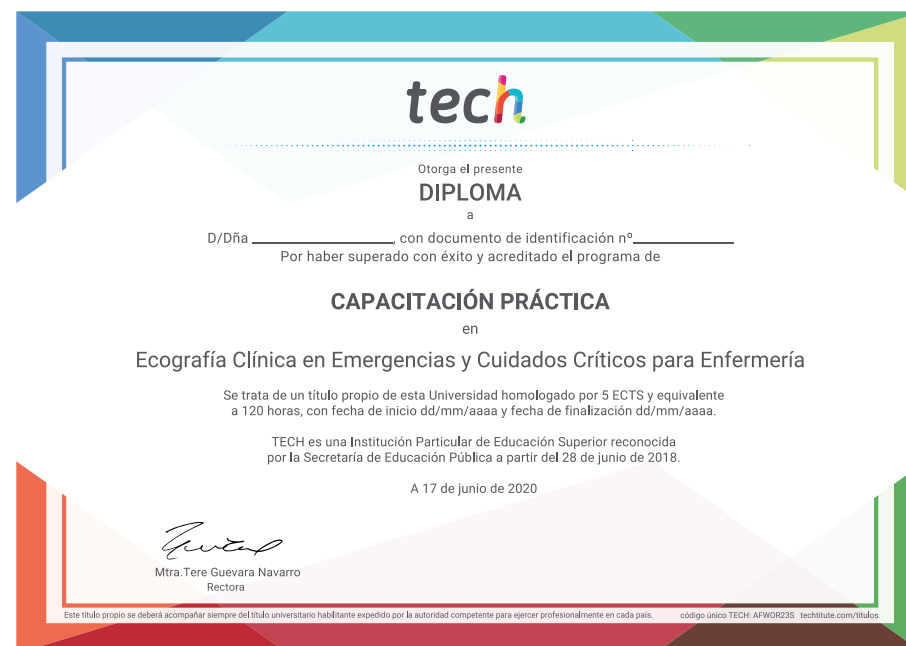 tech
Otorga el presente
DIPLOMA
a
D/Dña ____________________, con documento de identificación nº______________
Por haber superado con éxito y acreditado el programa de
CAPACITACIÓN PRÁCTICA
en
Ecografía Clínica en Emergencias y Cuidados Críticos para Enfermería
Se trata de un título propio de esta Universidad homologado por 5 ECTS y equivalente
a 120 horas, con fecha de inicio dd/mm/aaaa y fecha de finalización dd/mm/aaaa.
TECH es una Institución Particular de Educación Superior reconocida
por la Secretaría de Educación Pública a partir del 28 de junio de 2018.
A 17 de junio de 2020
Mtra.Tere Guevara Navarro
Rectora
Este título propio se deberá acompañar siempre del título universitario habilitante expedido por la autoridad competente para ejercer profesionalmente en cada país. código único TECH: AFWOR23S techtitute.com/titulos